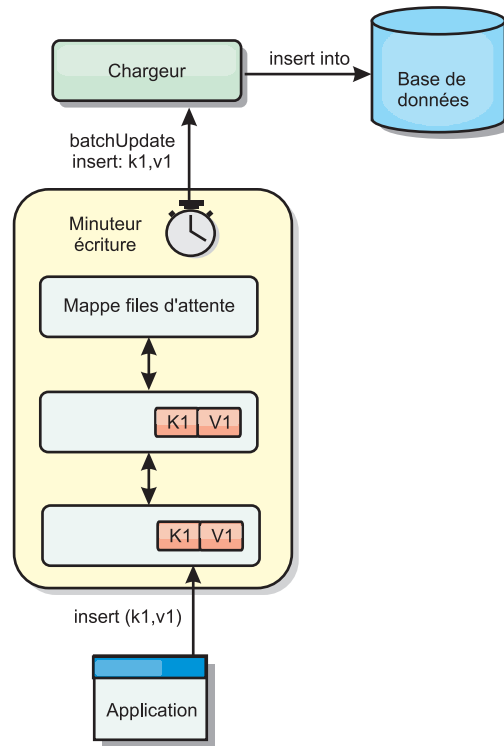 Chargeur
insert into
Base de
données
batchUpdate
insert: k1,v1
Minuteur
écriture
Mappe files d'attente
K1 V1
K1 V1
insert (k1,v1)
Application